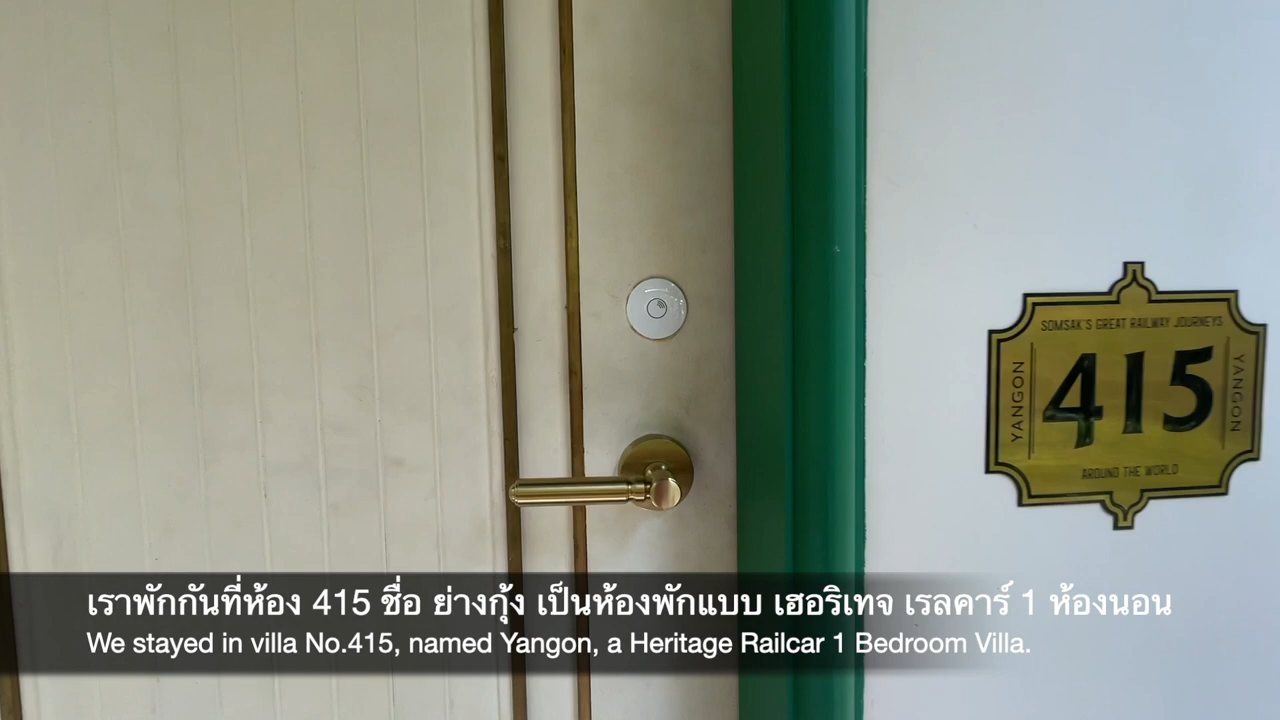 SOMSAK'S GREAT RAILWAY JOURNEYS
YANGON
415
YANGON
AROUND THE WORLD
เราพักกันที่ห้อง 415 ชื่อ ย่างกุ้ง เป็นห้องพักแบบ เฮอริเทจ เรลคาร์ 1 ห้องนอน
We stayed in villa No.415, named Yangon, a Heritage Railcar 1 Bedroom Villa.